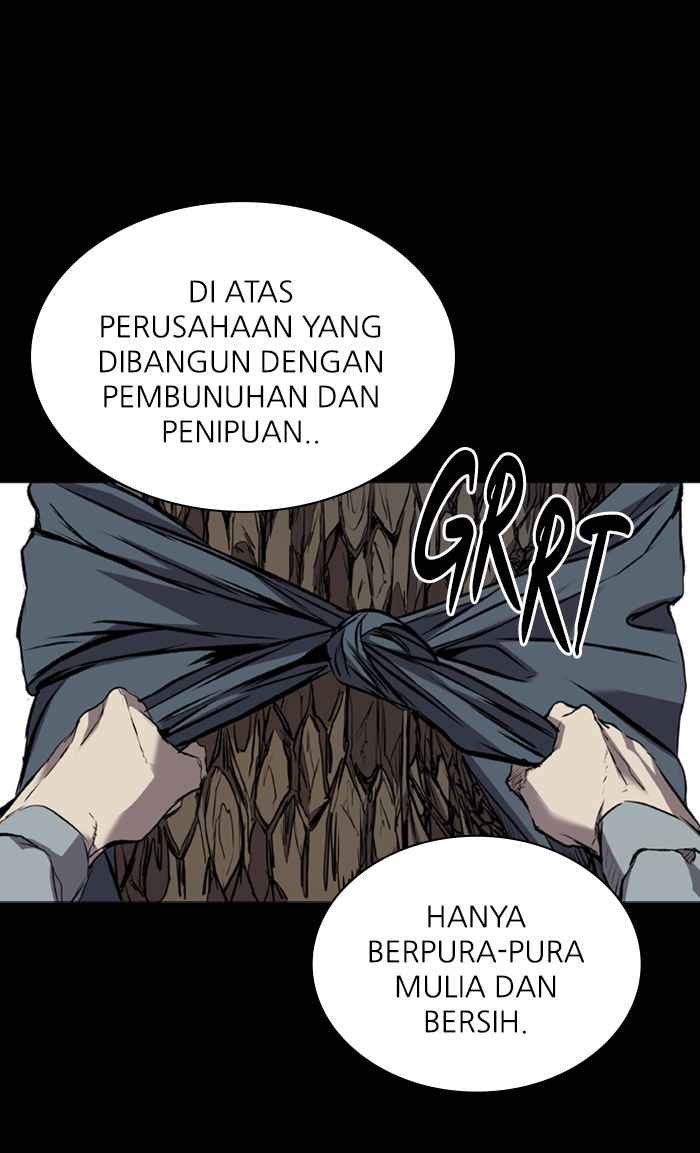 DI ATAS
PERUSAHAAN YANG
DIBANGUN DENGAN
PEMBUNUHAN DAN
PENIPUAN..
GRRT
HANYA
BERPURA-PURA
MULIA DAN
BERSIH.